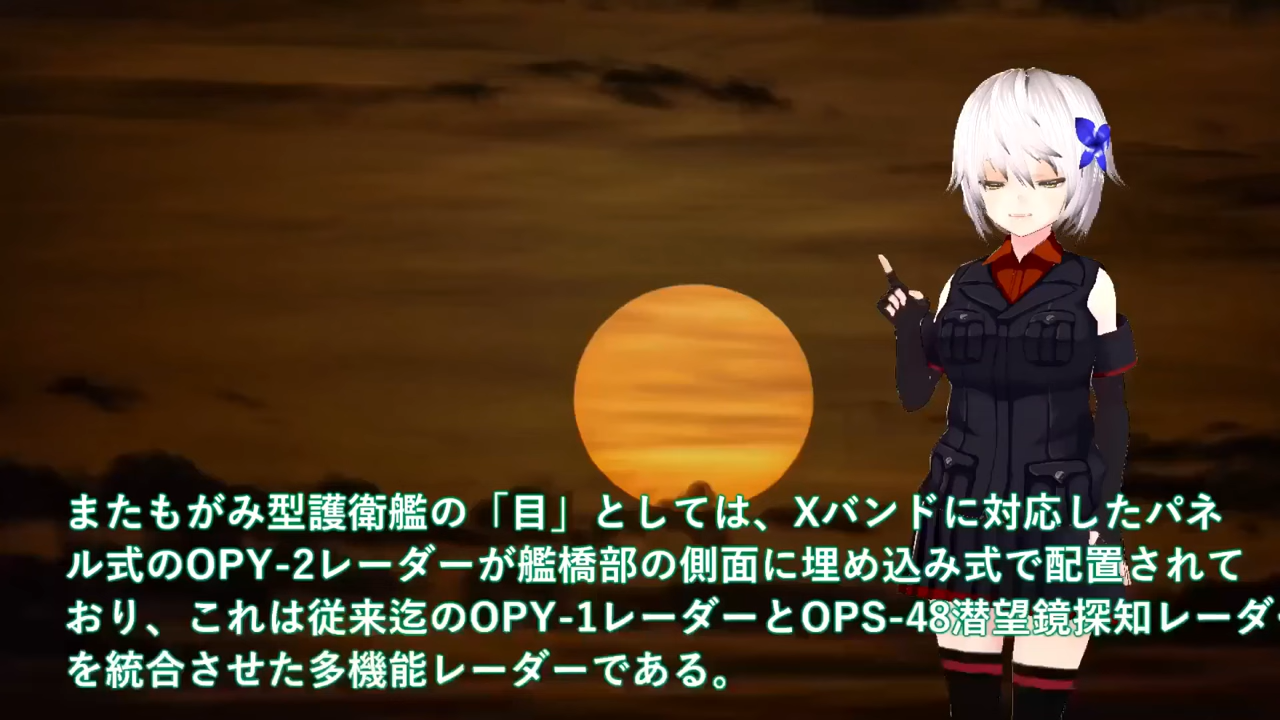 またもがみ型護衛艦の「目」としては、Xバンドに対応したパネ
ル式のOPY-2レーダーが艦橋部の側面に埋め込み式で配置されて
おり、これは従来迄のOPY-1レーダーとOPS-48潜望鏡探知レーダー
を統合させた多機能レーダーである。